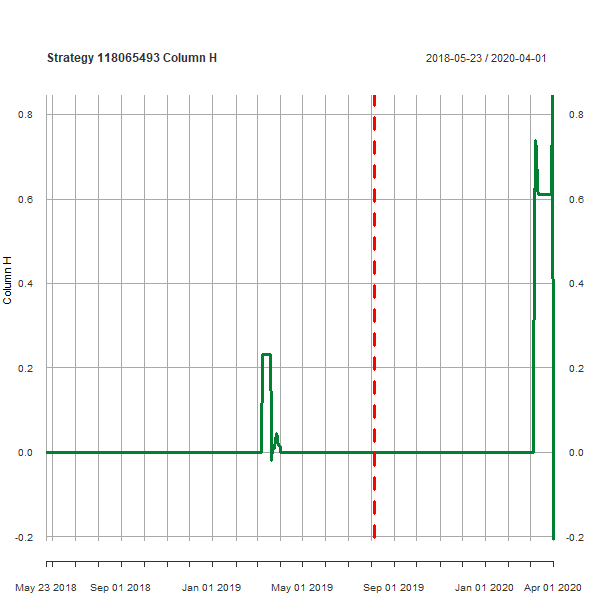 Strategy 118065493 Column H
2018-05-23 / 2020-04-01
0.8
0.8
0.6
0.6
0.4
0.4
0.2
0.2
0.0
0.0
-0.2
-0.2
Column H
May 23 2018
Sep 01 2018
Jan 01 2019
May 01 2019
Sep 01 2019
Jan 01 2020
Apr 01 2020